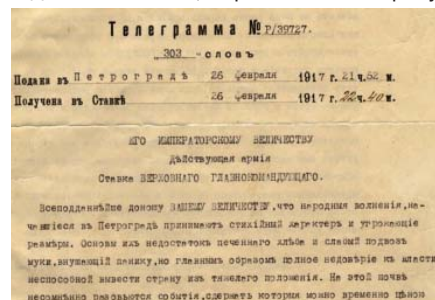 Телеграмма № Р/39727.
303 - словъ
Подана въ Петроградѣ 26 февраля 1917 г. 21 ч. 52 м.
Получена въ Ставкѣ 26 февраля 1917 г. 22 ч. 40 м.
ЕГО ИМПЕРАТОРСКОМУ ВЕЛИЧЕСТВУ
Дѣйствующая армія
Ставка ВЕРХОВНАГО ГЛАВНОКОМАНДУЮЩАГО.
Всеподданнѣйше доношу ВАШЕМУ ВЕЛИЧЕСТВУ, что народныя волненія, на-
чавшіеся въ Петроградѣ принимаютъ стихійный характеръ и угрожающіе
размѣры. Основы ихъ недостатокъ печеннаго хлѣба и слабый подвозъ
муки, внушающій панику, но главнымъ образомъ полное недовѣріе къ власти
неспособной вывести страну изъ тяжелаго положенія. На этой почвѣ
несомнѣнно разовьются событія, сдержать которыя можно временно цѣною